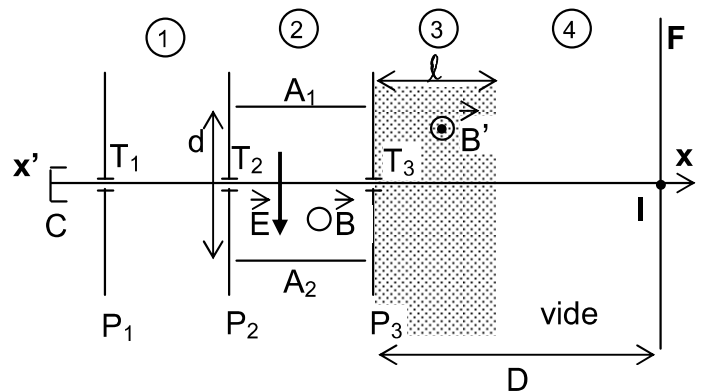 1 2 3 4
F
ℓ
A₁
B'
d
x' T₁ T₂ T₃ x
C E B I
A₂
P₁ P₂ P₃ vide
D